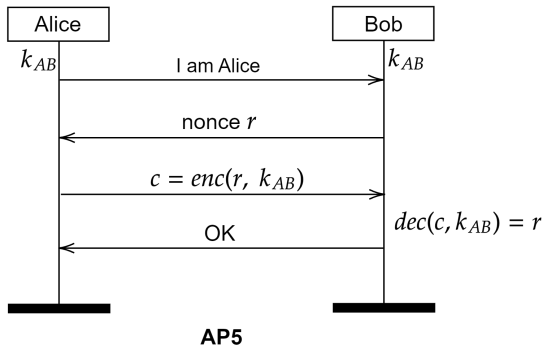 Alice Bob
k_AB k_AB
I am Alice
nonce r
c = enc(r, k_AB)
dec(c, k_AB) = r
OK
AP5